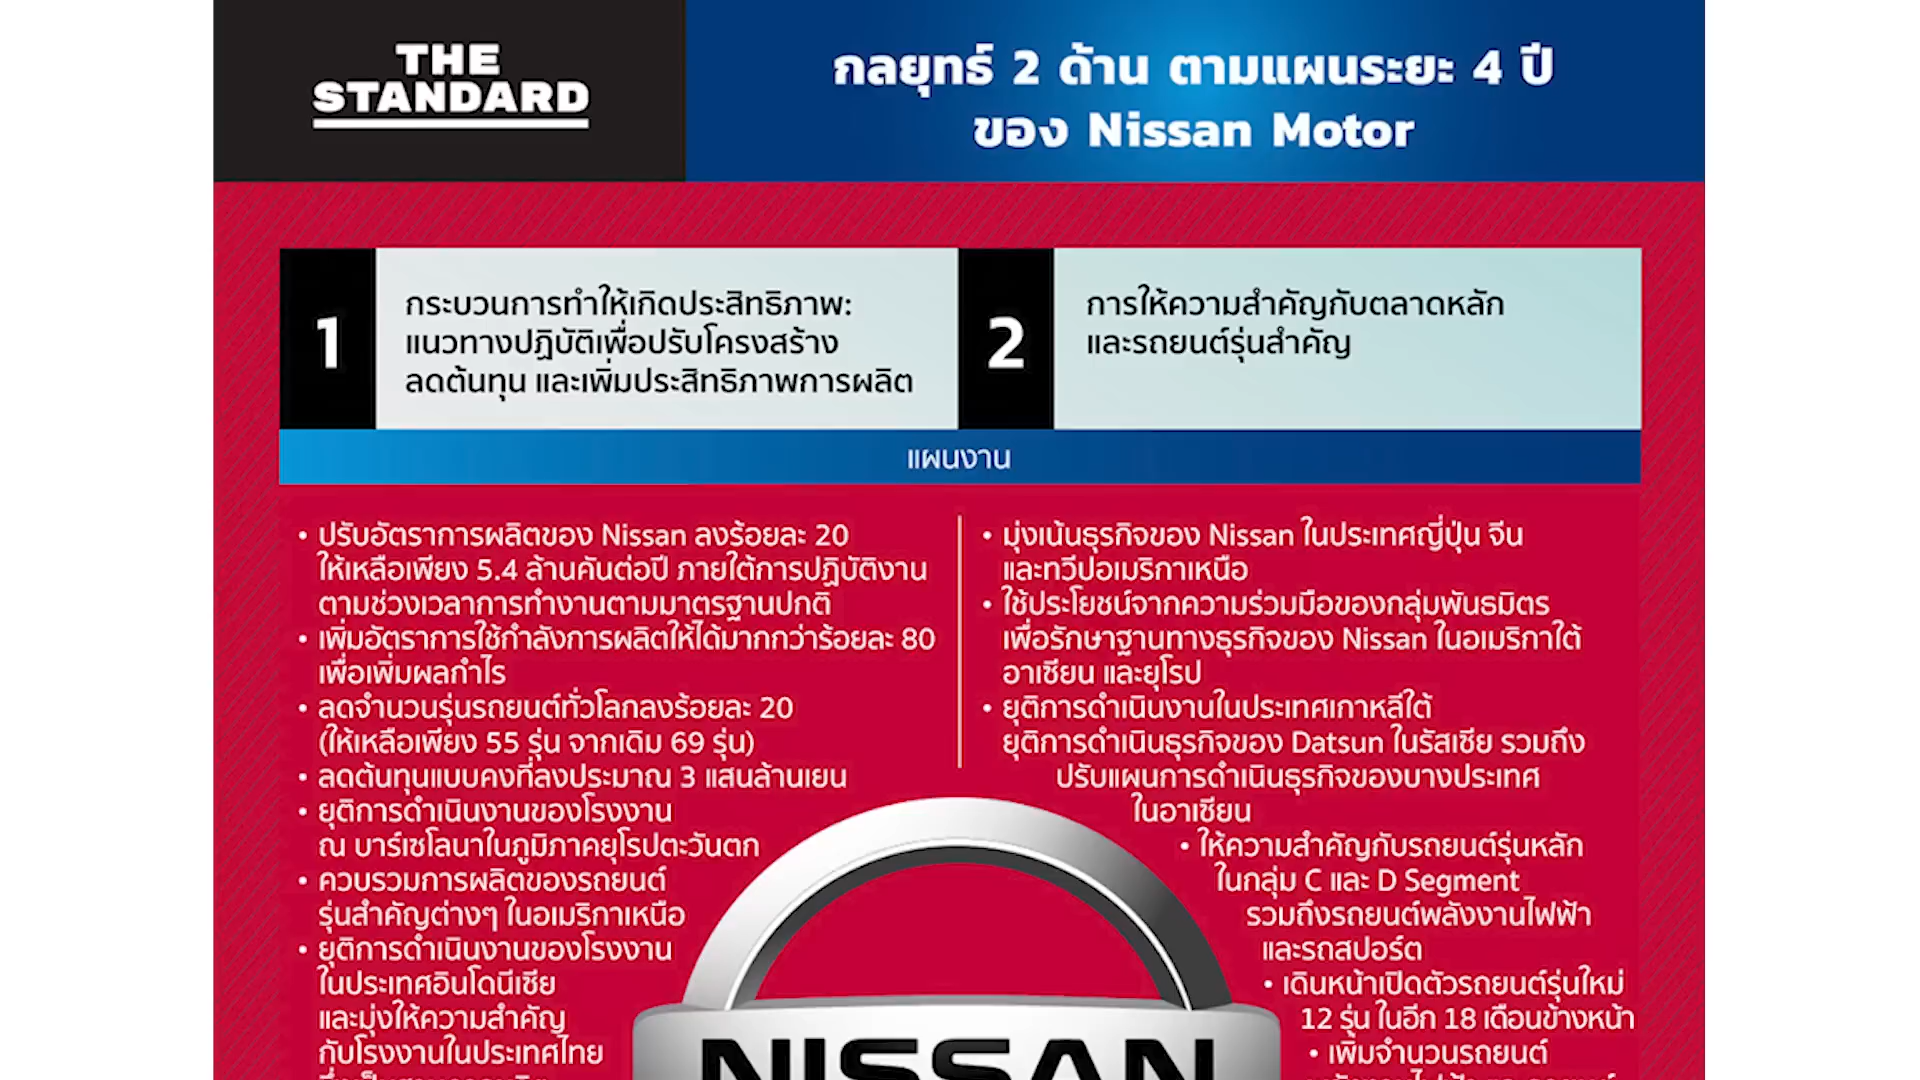 THE
STANDARD
กลยุทธ์ 2 ด้าน ตามแผนระยะ 4 ปี
ของ Nissan Motor
1
กระบวนการทำให้เกิดประสิทธิภาพ:
แนวทางปฏิบัติเพื่อปรับโครงสร้าง
ลดต้นทุน และเพิ่มประสิทธิภาพการผลิต
2
การให้ความสำคัญกับตลาดหลัก
และรถยนต์รุ่นสำคัญ
แผนงาน
• ปรับอัตราการผลิตของ Nissan ลงร้อยละ 20
ให้เหลือเพียง 5.4 ล้านคันต่อปี ภายใต้การปฏิบัติงาน
ตามช่วงเวลาการทำงานตามมาตรฐานปกติ
• เพิ่มอัตราการใช้กำลังการผลิตให้ได้มากกว่าร้อยละ 80
เพื่อเพิ่มผลกำไร
• ลดจำนวนรุ่นรถยนต์ทั่วโลกลงร้อยละ 20
(ให้เหลือเพียง 55 รุ่น จากเดิม 69 รุ่น)
• ลดต้นทุนแบบคงที่ลงประมาณ 3 แสนล้านเยน
• ยุติการดำเนินงานของโรงงาน
ณ บาร์เซโลนาในภูมิภาคยุโรปตะวันตก
• ควบรวมการผลิตของรถยนต์
รุ่นสำคัญต่างๆ ในอเมริกาเหนือ
• ยุติการดำเนินงานของโรงงาน
ในประเทศอินโดนีเซีย
และมุ่งให้ความสำคัญ
กับโรงงานในประเทศไทย
• มุ่งเน้นธุรกิจของ Nissan ในประเทศญี่ปุ่น จีน
และทวีปอเมริกาเหนือ
• ใช้ประโยชน์จากความร่วมมือของกลุ่มพันธมิตร
เพื่อรักษาฐานทางธุรกิจของ Nissan ในอเมริกาใต้
อาเซียน และยุโรป
• ยุติการดำเนินงานในประเทศเกาหลีใต้
ยุติการดำเนินธุรกิจของ Datsun ในรัสเซีย รวมถึง
ปรับแผนการดำเนินธุรกิจของบางประเทศ
ในอาเซียน
• ให้ความสำคัญกับรถยนต์รุ่นหลัก
ในกลุ่ม C และ D Segment
รวมถึงรถยนต์พลังงานไฟฟ้า
และรถสปอร์ต
• เดินหน้าเปิดตัวรถยนต์รุ่นใหม่
12 รุ่น ในอีก 18 เดือนข้างหน้า
• เพิ่มจำนวนรถยนต์
NISSAN